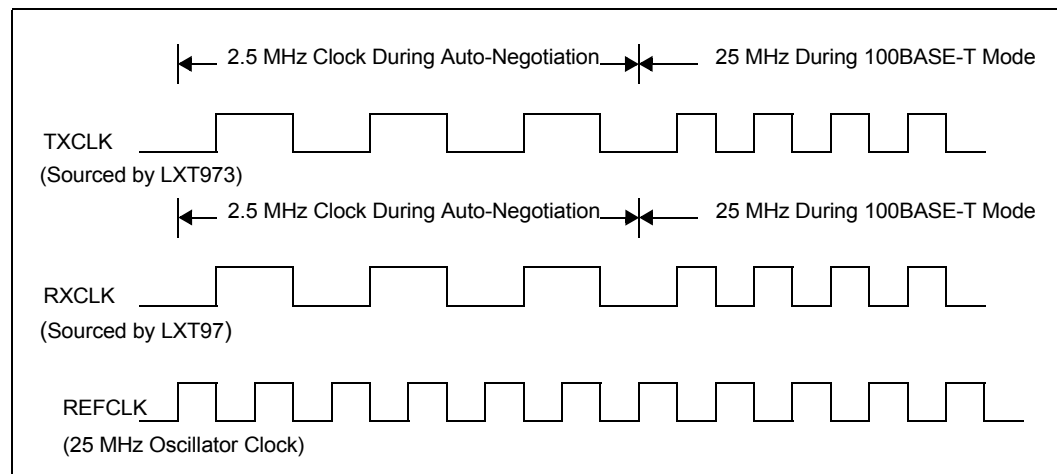 2.5 MHz Clock During Auto-Negotiation 25 MHz During 100BASE-T Mode
TXCLK
(Sourced by LXT973)
2.5 MHz Clock During Auto-Negotiation 25 MHz During 100BASE-T Mode
RXCLK
(Sourced by LXT97)
REFCLK
(25 MHz Oscillator Clock)